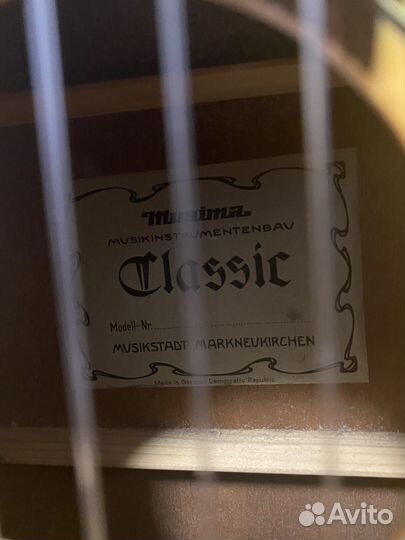 Musima
MUSIKINSTRUMENTENBAU
Classic
Modell-Nr.
MUSIKSTADT MARKNEUKIRCHEN
Made in German Democratic Republic
Avito